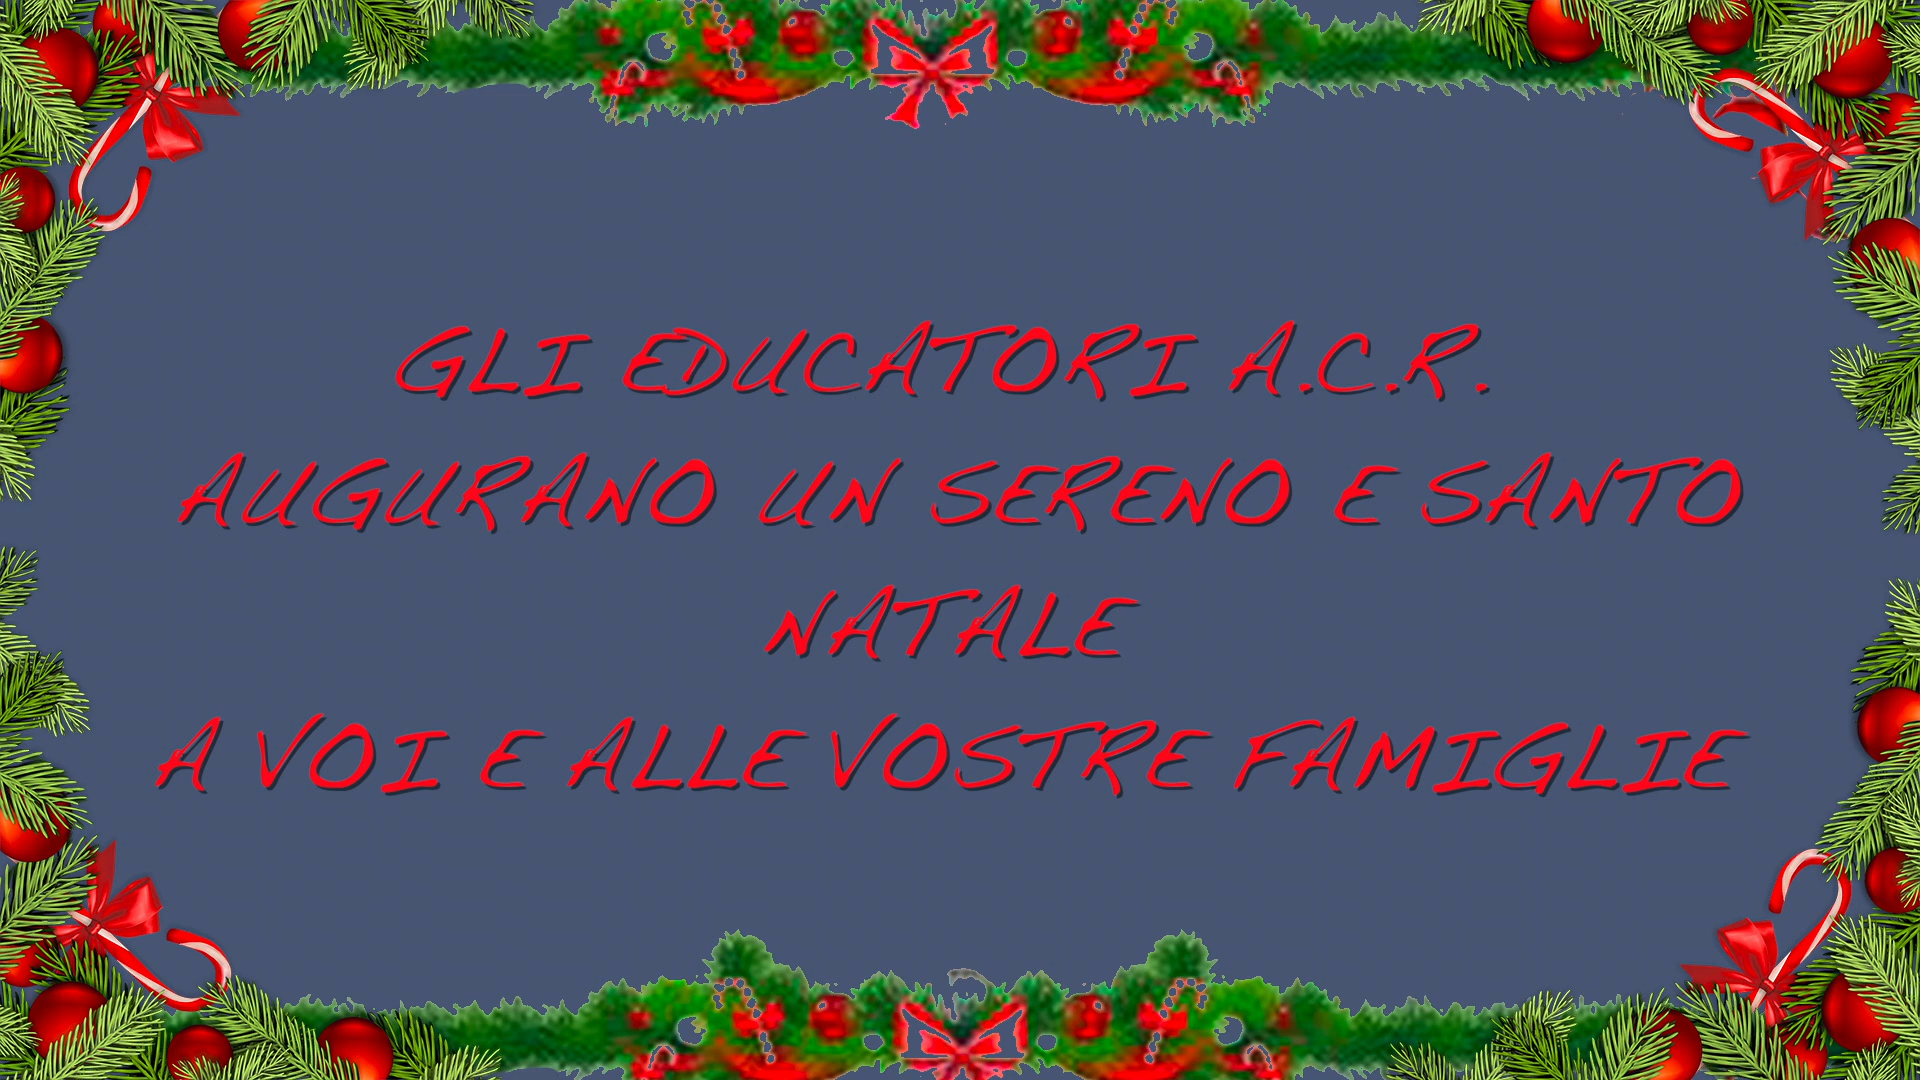 GLI EDUCATORI A.C.R.
AUGURANO UN SERENO E SANTO
NATALE
A VOI E ALLE VOSTRE FAMIGLIE